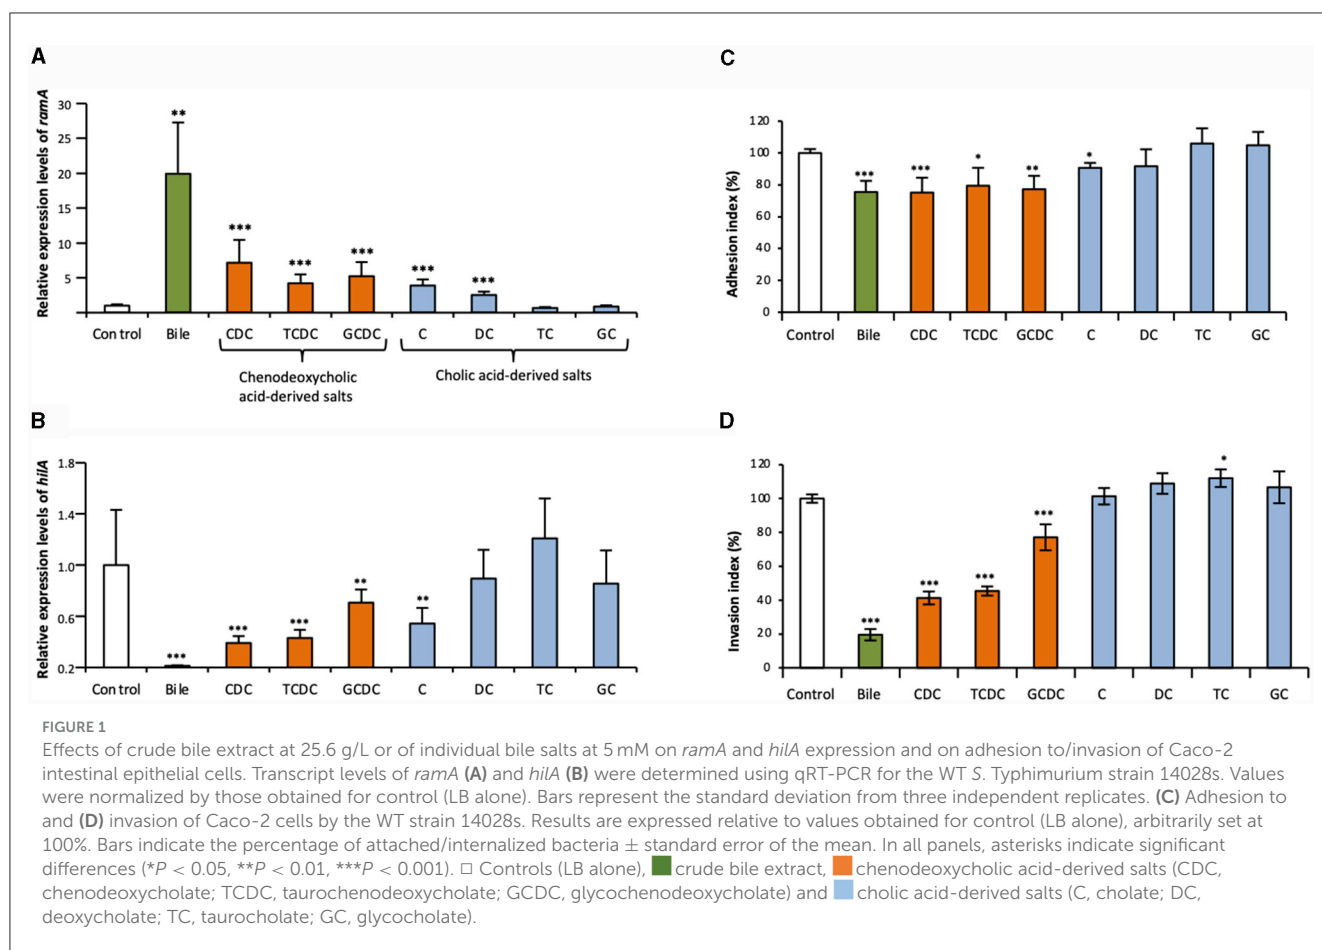 A
Relative expression levels of ramA
30
25
20
15
10
5
**
***
***
***
***
***
Control Bile CDC TCDC GCDC C DC TC GC
Chenodeoxycholic
acid-derived salts
Cholic acid-derived salts
B
Relative expression levels of hilA
1.8
1.4
1.0
0.6
0.2
***
***
***
**
**
Control Bile CDC TCDC GCDC C DC TC GC
C
Adhesion index (%)
120
100
80
60
40
20
0
***
***
*
**
*
Control Bile CDC TCDC GCDC C DC TC GC
D
Invasion index (%)
120
100
80
60
40
20
0
***
***
***
***
*
Control Bile CDC TCDC GCDC C DC TC GC
FIGURE 1
Effects of crude bile extract at 25.6 g/L or of individual bile salts at 5 mM on ramA and hilA expression and on adhesion to/invasion of Caco-2
intestinal epithelial cells. Transcript levels of ramA (A) and hilA (B) were determined using qRT-PCR for the WT S. Typhimurium strain 14028s. Values
were normalized by those obtained for control (LB alone). Bars represent the standard deviation from three independent replicates. (C) Adhesion to
and (D) invasion of Caco-2 cells by the WT strain 14028s. Results are expressed relative to values obtained for control (LB alone), arbitrarily set at
100%. Bars indicate the percentage of attached/internalized bacteria ± standard error of the mean. In all panels, asterisks indicate significant
differences (*P < 0.05, **P < 0.01, ***P < 0.001). □ Controls (LB alone), crude bile extract, chenodeoxycholic acid-derived salts (CDC,
chenodeoxycholate; TCDC, taurochenodeoxycholate; GCDC, glycochenodeoxycholate) and cholic acid-derived salts (C, cholate; DC,
deoxycholate; TC, taurocholate; GC, glycocholate).